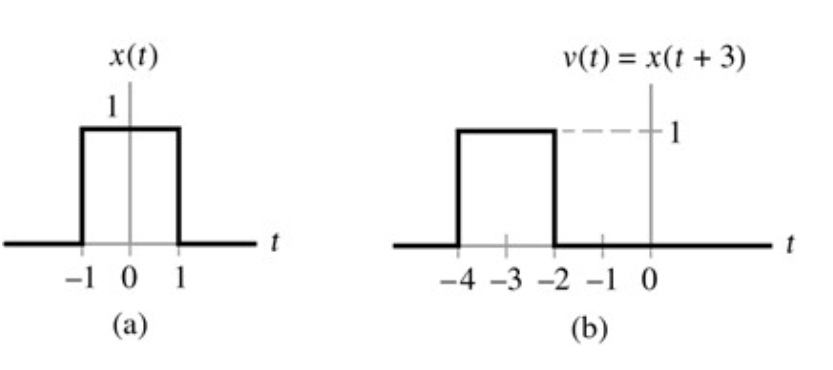 x(t)
1
t
–1 0 1
(a)
v(t) = x(t + 3)
1
t
–4 –3 –2 –1 0
(b)